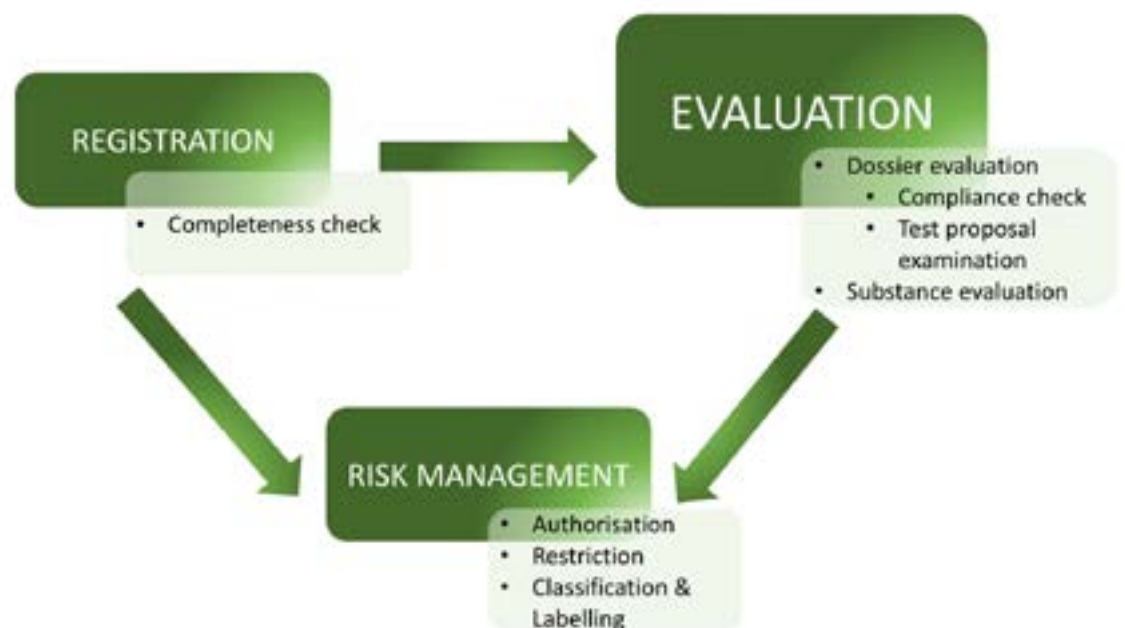 REGISTRATION
• Completeness check
EVALUATION
• Dossier evaluation
• Compliance check
• Test proposal
examination
• Substance evaluation
RISK MANAGEMENT
• Authorisation
• Restriction
• Classification &
Labelling